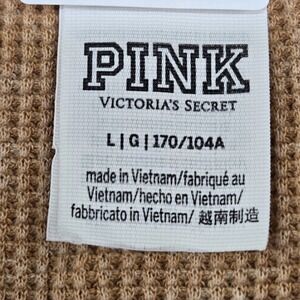 PINK
VICTORIA'S SECRET
L | G | 170/104A
made in Vietnam/fabriqué au
Vietnam/hecho en Vietnam/
fabbricato in Vietnam/ 越南制造